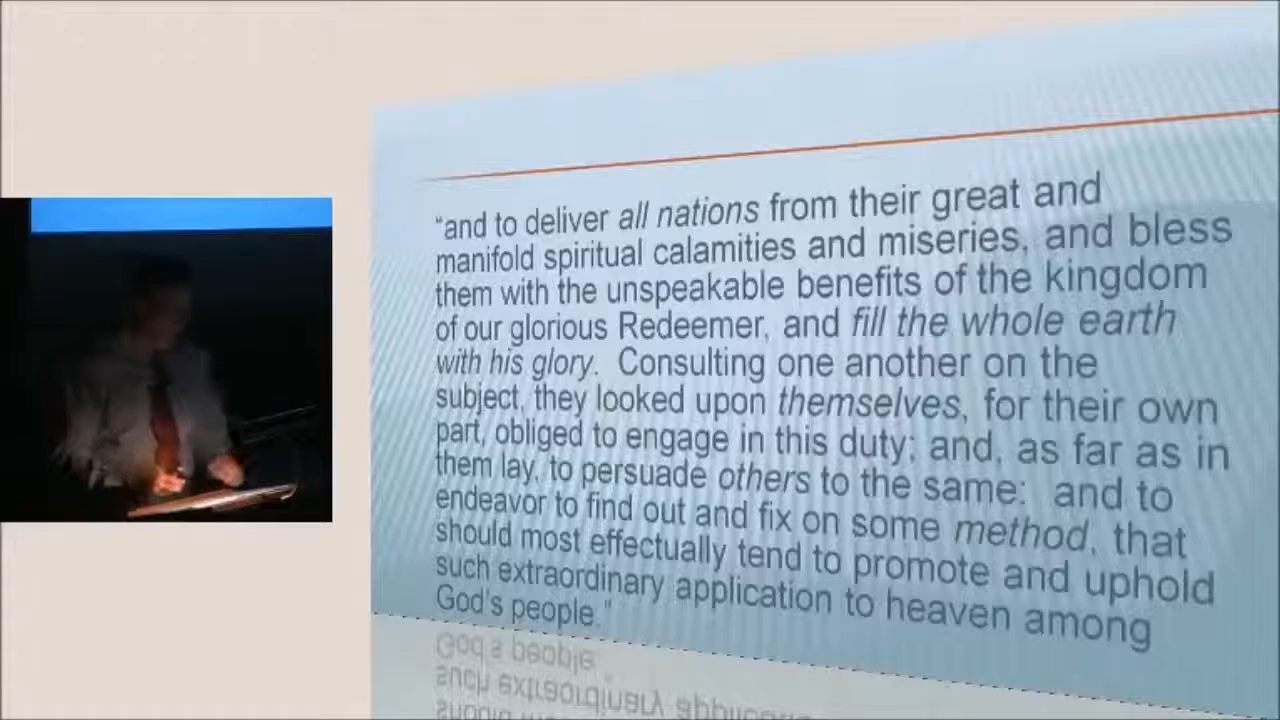 “and to deliver all nations from their great and
manifold spiritual calamities and miseries, and bless
them with the unspeakable benefits of the kingdom
of our glorious Redeemer, and fill the whole earth
with his glory. Consulting one another on the
subject, they looked upon themselves, for their own
part, obliged to engage in this duty; and, as far as in
them lay, to persuade others to the same: and to
endeavor to find out and fix on some method, that
should most effectually tend to promote and uphold
such extraordinary application to heaven among
God's people.”